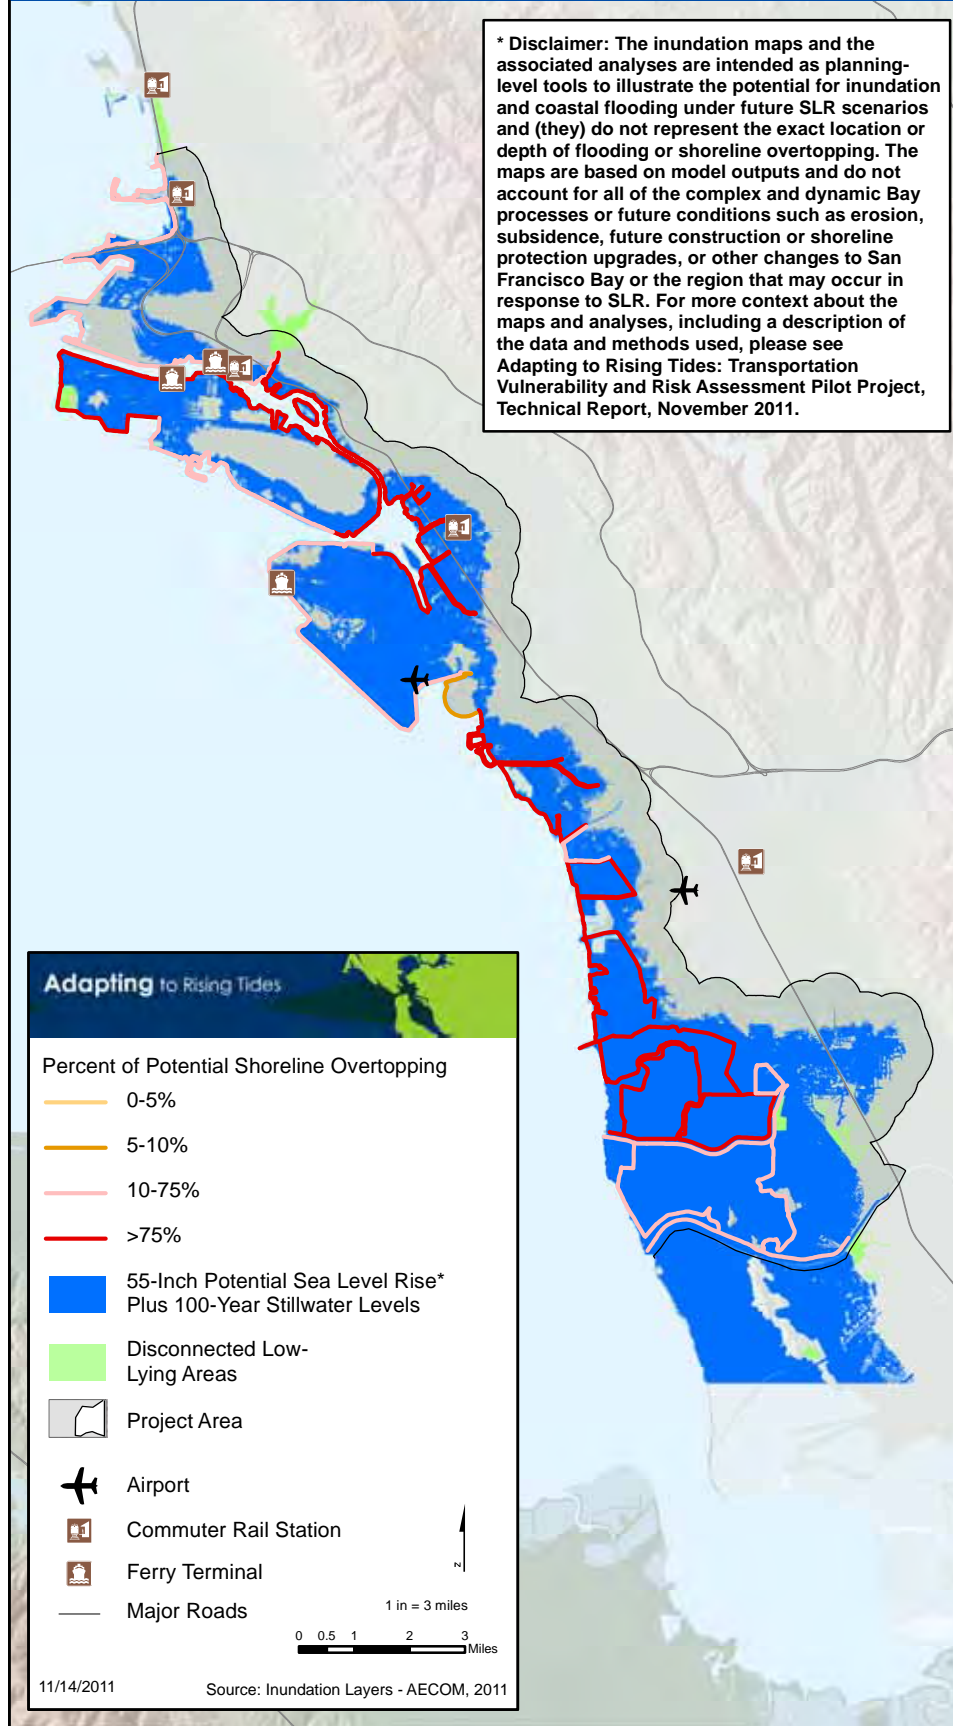 * Disclaimer: The inundation maps and the
associated analyses are intended as planning-
level tools to illustrate the potential for inundation
and coastal flooding under future SLR scenarios
and (they) do not represent the exact location or
depth of flooding or shoreline overtopping. The
maps are based on model outputs and do not
account for all of the complex and dynamic Bay
processes or future conditions such as erosion,
subsidence, future construction or shoreline
protection upgrades, or other changes to San
Francisco Bay or the region that may occur in
response to SLR. For more context about the
maps and analyses, including a description of
the data and methods used, please see
Adapting to Rising Tides: Transportation
Vulnerability and Risk Assessment Pilot Project,
Technical Report, November 2011.
Adapting to Rising Tides
Percent of Potential Shoreline Overtopping
0-5%
5-10%
10-75%
>75%
55-Inch Potential Sea Level Rise*
Plus 100-Year Stillwater Levels
Disconnected Low-
Lying Areas
Project Area
Airport
Commuter Rail Station
Ferry Terminal
Major Roads
N
1 in = 3 miles
0 0.5 1 2 3
Miles
11/14/2011
Source: Inundation Layers - AECOM, 2011